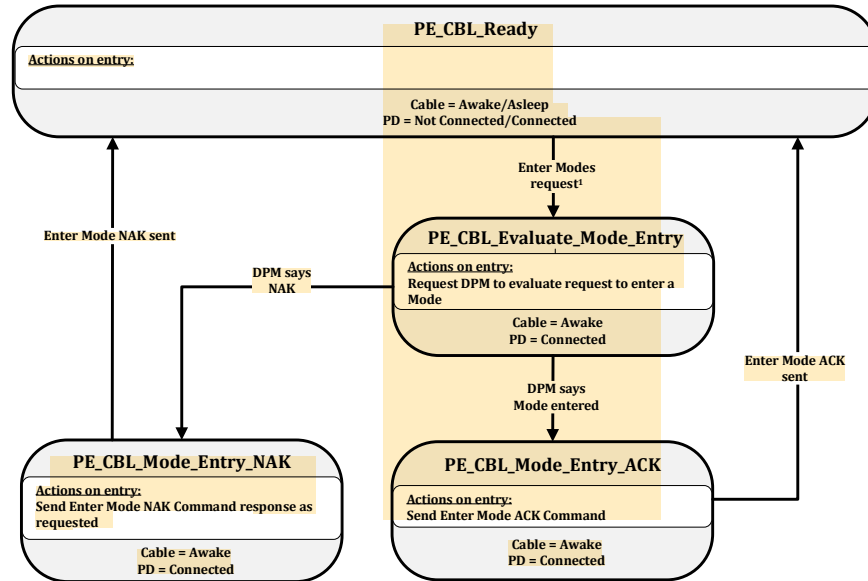 PE_CBL_Ready
Actions on entry:
Cable = Awake/Asleep
PD = Not Connected/Connected
Enter Modes
request¹
Enter Mode NAK sent
PE_CBL_Evaluate_Mode_Entry
Actions on entry:
Request DPM to evaluate request to enter a
Mode
Cable = Awake
PD = Connected
DPM says
NAK
Enter Mode ACK
sent
DPM says
Mode entered
PE_CBL_Mode_Entry_NAK
Actions on entry:
Send Enter Mode NAK Command response as
requested
Cable = Awake
PD = Connected
PE_CBL_Mode_Entry_ACK
Actions on entry:
Send Enter Mode ACK Command
Cable = Awake
PD = Connected